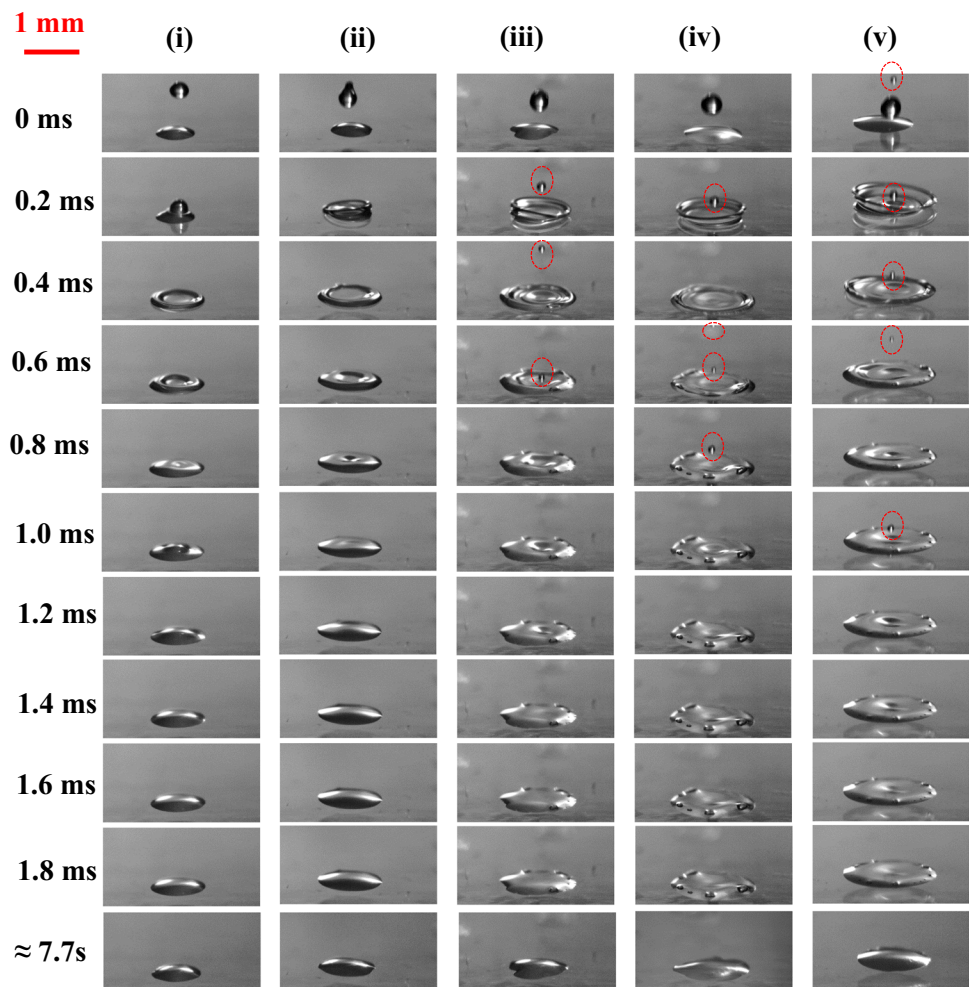 1 mm
(i) (ii) (iii) (iv) (v)
0 ms
0.2 ms
0.4 ms
0.6 ms
0.8 ms
1.0 ms
1.2 ms
1.4 ms
1.6 ms
1.8 ms
≈ 7.7s